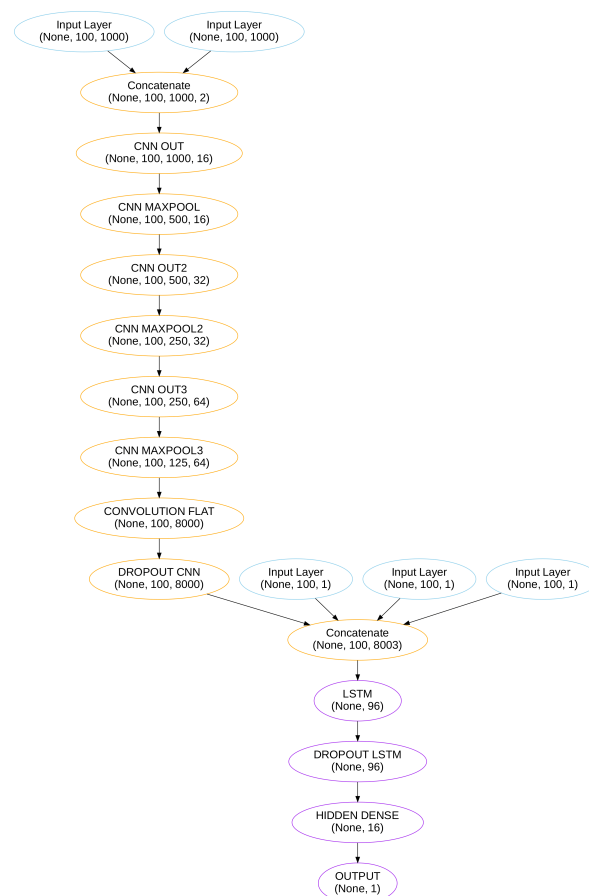 Input Layer
(None, 100, 1000)
Input Layer
(None, 100, 1000)
Concatenate
(None, 100, 1000, 2)
CNN OUT
(None, 100, 1000, 16)
CNN MAXPOOL
(None, 100, 500, 16)
CNN OUT2
(None, 100, 500, 32)
CNN MAXPOOL2
(None, 100, 250, 32)
CNN OUT3
(None, 100, 250, 64)
CNN MAXPOOL3
(None, 100, 125, 64)
CONVOLUTION FLAT
(None, 100, 8000)
DROPOUT CNN
(None, 100, 8000)
Input Layer
(None, 100, 1)
Input Layer
(None, 100, 1)
Input Layer
(None, 100, 1)
Concatenate
(None, 100, 8003)
LSTM
(None, 96)
DROPOUT LSTM
(None, 96)
HIDDEN DENSE
(None, 16)
OUTPUT
(None, 1)